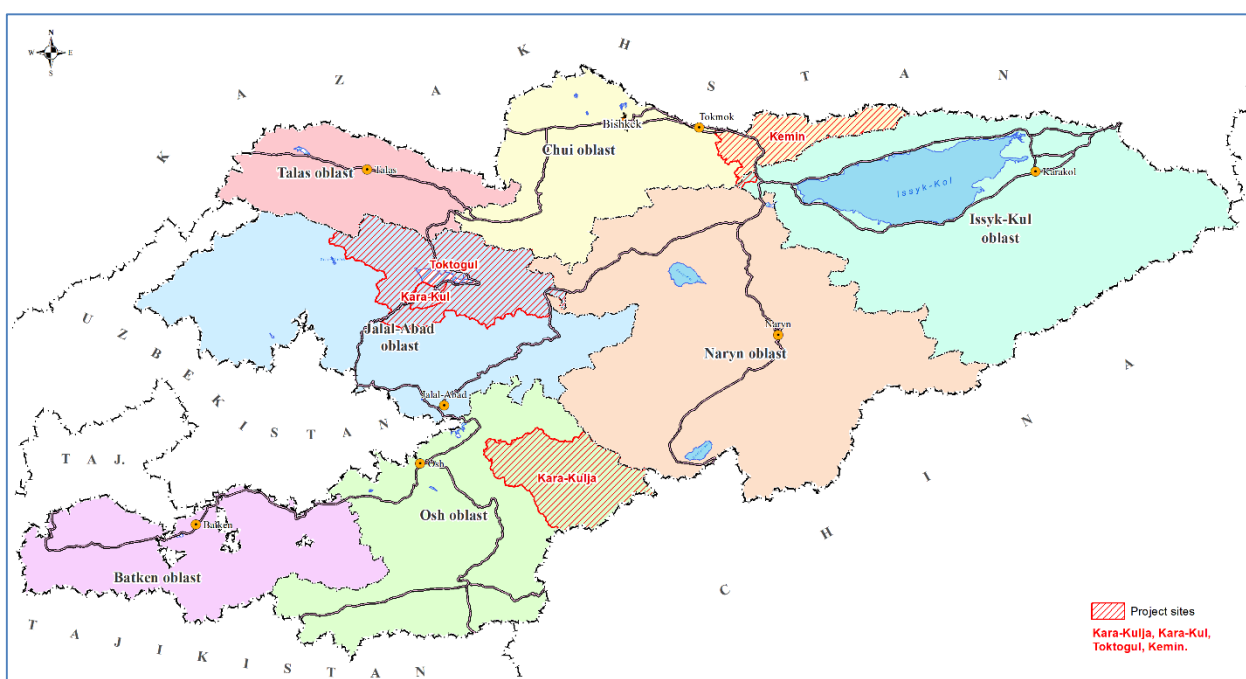 N
W E
S
K A Z A K H S T A N
Tokmok
Bishkek
Kemin
Chui oblast
Talas oblast
Talas
Issyk-Kol
Karakol
Issyk-Kul
oblast
Toktogul
Kara-Kul
Jalal-Abad
oblast
Naryn
Naryn oblast
U Z B E K I S T A N
Jalal-Abad
T A J.
Osh
Kara-Kulja
Osh oblast
Batken
Batken oblast
C H I N A
T A J I K I S T A N
Project sites
Kara-Kulja, Kara-Kul,
Toktogul, Kemin.